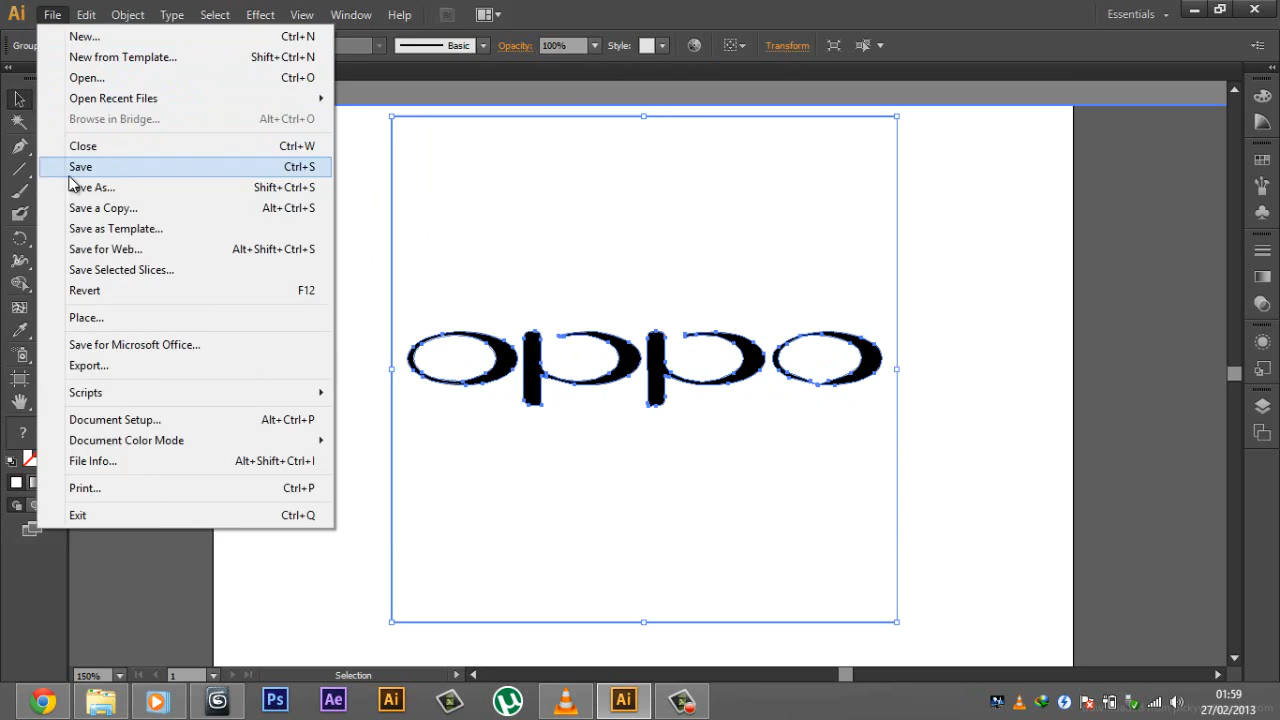 Ai File Edit Object Type Select Effect View Window Help Essentials
Group Basic Opacity: 100% Style: Transform
New... Ctrl+N
New from Template... Shift+Ctrl+N
Open... Ctrl+O
Open Recent Files
Browse in Bridge... Alt+Ctrl+O
Close Ctrl+W
Save Ctrl+S
Save As... Shift+Ctrl+S
Save a Copy... Alt+Ctrl+S
Save as Template...
Save for Web... Alt+Shift+Ctrl+S
Save Selected Slices...
Revert F12
Place...
Save for Microsoft Office...
Export...
Scripts
Document Setup... Alt+Ctrl+P
Document Color Mode
File Info... Alt+Shift+Ctrl+I
Print... Ctrl+P
Exit Ctrl+Q
oppo
150% 1 Selection
Ps Ae Ai Ai
01:59
27/02/2013